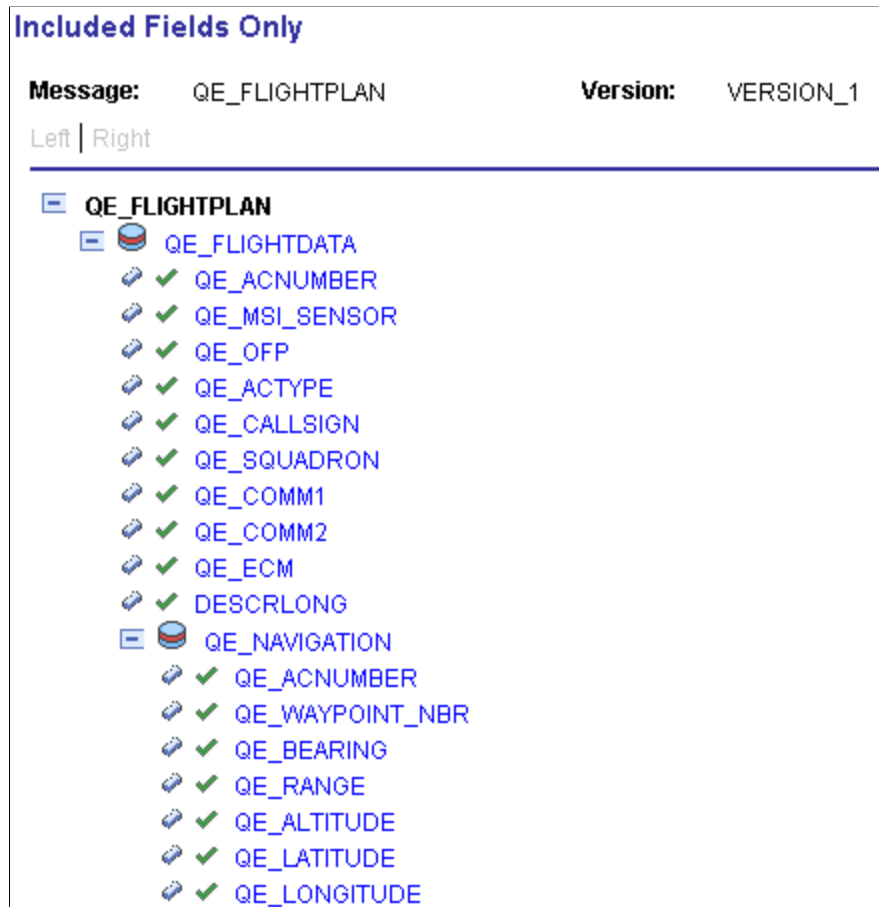 Included Fields Only
Message: QE_FLIGHTPLAN Version: VERSION_1
Left | Right
QE_FLIGHTPLAN
QE_FLIGHTDATA
QE_ACNUMBER
QE_MSI_SENSOR
QE_OFP
QE_ACTYPE
QE_CALLSIGN
QE_SQUADRON
QE_COMM1
QE_COMM2
QE_ECM
DESCRLONG
QE_NAVIGATION
QE_ACNUMBER
QE_WAYPOINT_NBR
QE_BEARING
QE_RANGE
QE_ALTITUDE
QE_LATITUDE
QE_LONGITUDE